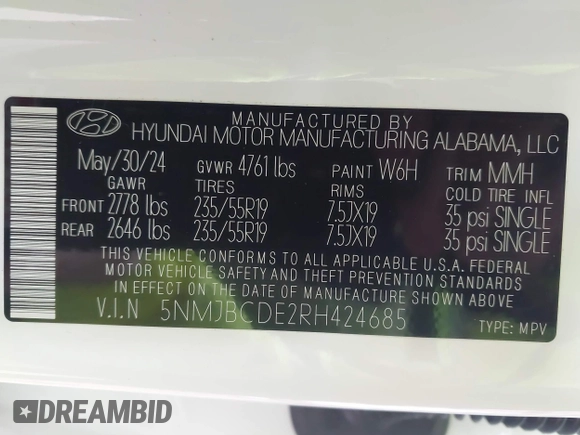 MANUFACTURED BY
HYUNDAI MOTOR MANUFACTURING ALABAMA, LLC
May/30/24 GVWR 4761 lbs PAINT W6H TRIM MMH
GAWR TIRES RIMS COLD TIRE INFL
FRONT 2778 lbs 235/55R19 7.5JX19 35 psi SINGLE
REAR 2646 lbs 235/55R19 7.5JX19 35 psi SINGLE
THIS VEHICLE CONFORMS TO ALL APPLICABLE U.S.A. FEDERAL
MOTOR VEHICLE SAFETY AND THEFT PREVENTION STANDARDS
IN EFFECT ON THE DATE OF MANUFACTURE SHOWN ABOVE.
V.I.N 5NMJBCDE2RH424685 TYPE: MPV
DREAMBID